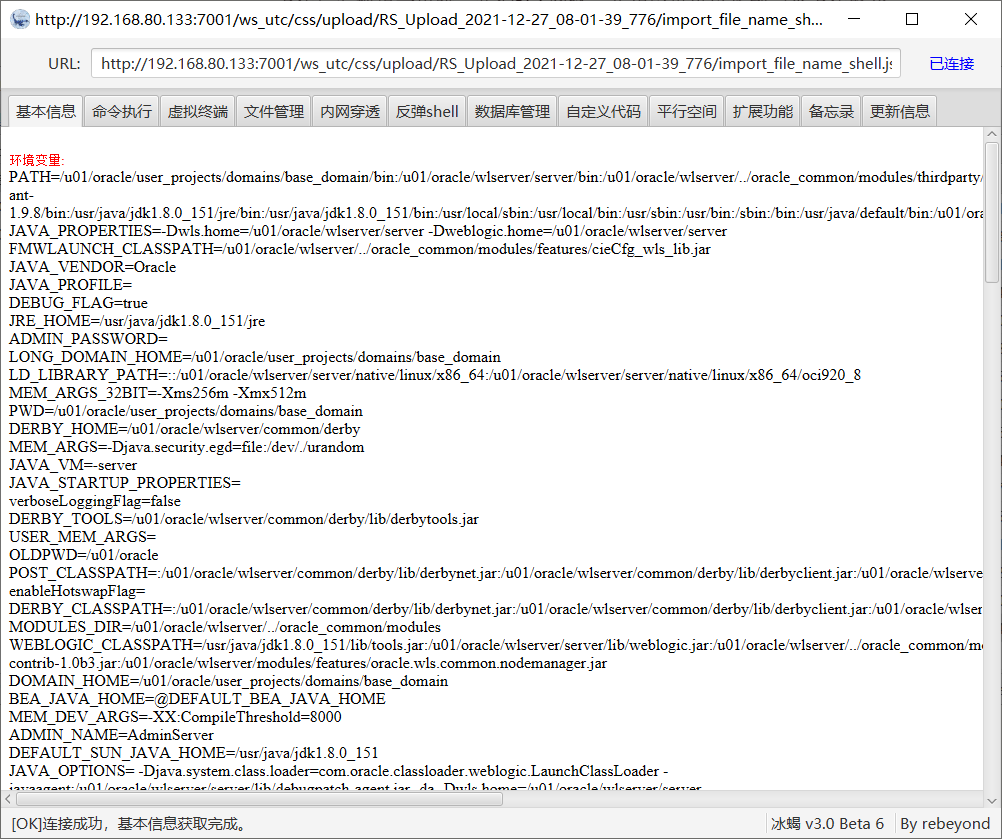 http://192.168.80.133:7001/ws_utc/css/upload/RS_Upload_2021-12-27_08-01-39_776/import_file_name_sh...
URL: http://192.168.80.133:7001/ws_utc/css/upload/RS_Upload_2021-12-27_08-01-39_776/import_file_name_shell.js 已连接
基本信息 命令执行 虚拟终端 文件管理 内网穿透 反弹shell 数据库管理 自定义代码 平行空间 扩展功能 备忘录 更新信息
环境变量:
PATH=/u01/oracle/user_projects/domains/base_domain/bin:/u01/oracle/wlserver/server/bin:/u01/oracle/wlserver/../oracle_common/modules/thirdparty/
ant-
1.9.8/bin:/usr/java/jdk1.8.0_151/jre/bin:/usr/java/jdk1.8.0_151/bin:/usr/local/sbin:/usr/local/bin:/usr/sbin:/usr/bin:/sbin:/bin:/usr/java/default/bin:/u01/ora
JAVA_PROPERTIES=-Dwls.home=/u01/oracle/wlserver/server -Dweblogic.home=/u01/oracle/wlserver/server
FMWLAUNCH_CLASSPATH=/u01/oracle/wlserver/../oracle_common/modules/features/cieCfg_wls_lib.jar
JAVA_VENDOR=Oracle
JAVA_PROFILE=
DEBUG_FLAG=true
JRE_HOME=/usr/java/jdk1.8.0_151/jre
ADMIN_PASSWORD=
LONG_DOMAIN_HOME=/u01/oracle/user_projects/domains/base_domain
LD_LIBRARY_PATH=::/u01/oracle/wlserver/server/native/linux/x86_64:/u01/oracle/wlserver/server/native/linux/x86_64/oci920_8
MEM_ARGS_32BIT=-Xms256m -Xmx512m
PWD=/u01/oracle/user_projects/domains/base_domain
DERBY_HOME=/u01/oracle/wlserver/common/derby
MEM_ARGS=-Djava.security.egd=file:/dev/./urandom
JAVA_VM=-server
JAVA_STARTUP_PROPERTIES=
verboseLoggingFlag=false
DERBY_TOOLS=/u01/oracle/wlserver/common/derby/lib/derbytools.jar
USER_MEM_ARGS=
OLDPWD=/u01/oracle
POST_CLASSPATH=:/u01/oracle/wlserver/common/derby/lib/derbynet.jar:/u01/oracle/wlserver/common/derby/lib/derbyclient.jar:/u01/oracle/wlserve
enableHotswapFlag=
DERBY_CLASSPATH=:/u01/oracle/wlserver/common/derby/lib/derbynet.jar:/u01/oracle/wlserver/common/derby/lib/derbyclient.jar:/u01/oracle/wlser
MODULES_DIR=/u01/oracle/wlserver/../oracle_common/modules
WEBLOGIC_CLASSPATH=/usr/java/jdk1.8.0_151/lib/tools.jar:/u01/oracle/wlserver/server/lib/weblogic.jar:/u01/oracle/wlserver/../oracle_common/mo
contrib-1.0b3.jar:/u01/oracle/wlserver/modules/features/oracle.wls.common.nodemanager.jar
DOMAIN_HOME=/u01/oracle/user_projects/domains/base_domain
BEA_JAVA_HOME=@DEFAULT_BEA_JAVA_HOME
MEM_DEV_ARGS=-XX:CompileThreshold=8000
ADMIN_NAME=AdminServer
DEFAULT_SUN_JAVA_HOME=/usr/java/jdk1.8.0_151
JAVA_OPTIONS= -Djava.system.class.loader=com.oracle.classloader.weblogic.LaunchClassLoader -
javaagent:/u01/oracle/wlserver/server/lib/debugpatch-agent.jar -da -Dwls.home=/u01/oracle/wlserver/server
[OK]连接成功，基本信息获取完成。 冰蝎 v3.0 Beta 6 By rebeyond